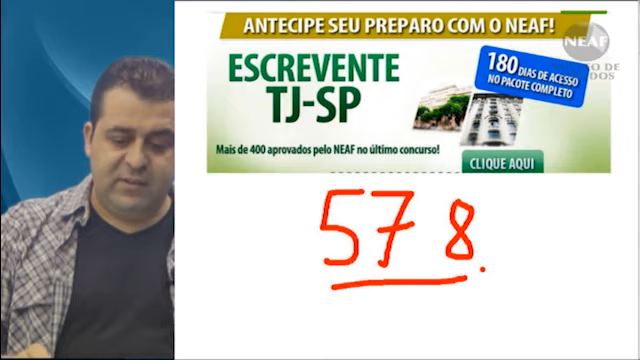 ANTECIPE SEU PREPARO COM O NEAF!
NEAF
ESCREVENTE
TJ-SP
180 DIAS DE ACESSO
NO PACOTE COMPLETO
Mais de 400 aprovados pelo NEAF no último concurso!
CLIQUE AQUI
578.